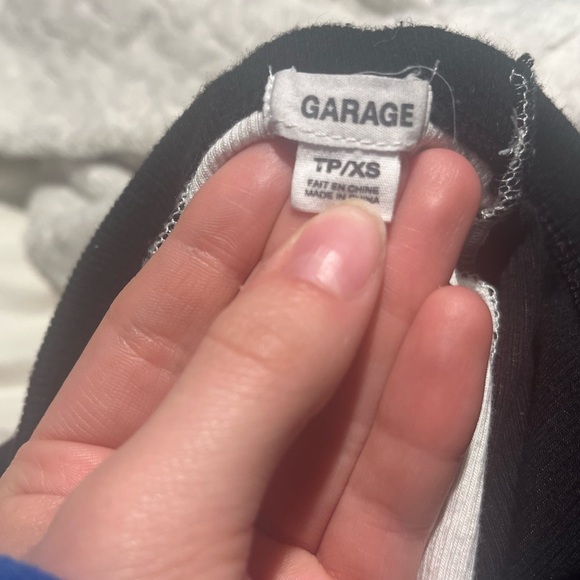 GARAGE
TP/XS
FAIT EN CHINE
MADE IN CHINA